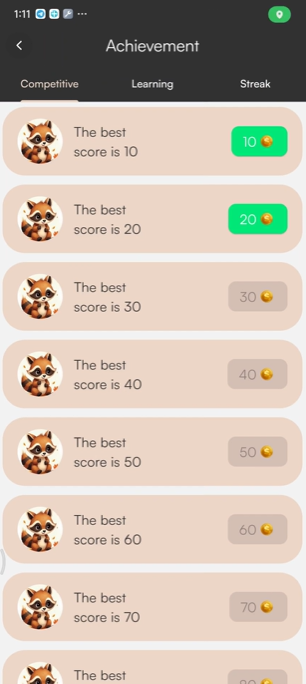 1:11
Achievement
Competitive Learning Streak
The best
score is 10
10
The best
score is 20
20
The best
score is 30
30
The best
score is 40
40
The best
score is 50
50
The best
score is 60
60
The best
score is 70
70
The best